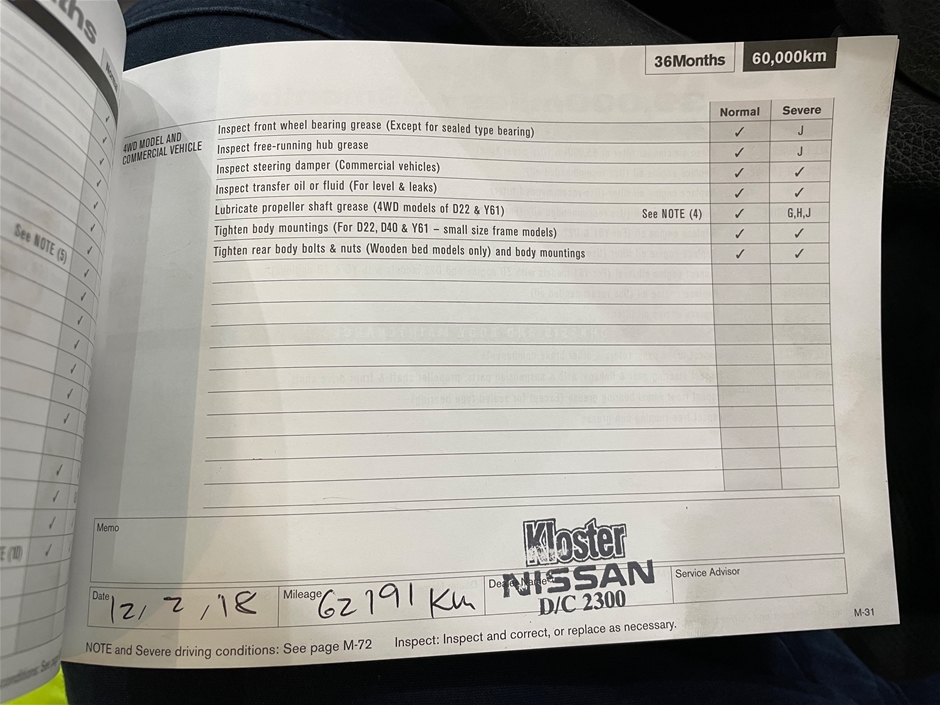 ths
36Months 60,000km
Normal Severe
4WD MODEL AND
COMMERCIAL VEHICLE
Inspect front wheel bearing grease (Except for sealed type bearing) ✓ J
Inspect free-running hub grease ✓ J
Inspect steering damper (Commercial vehicles) ✓ ✓
Inspect transfer oil or fluid (For level & leaks) ✓ ✓
Lubricate propeller shaft grease (4WD models of D22 & Y61) See NOTE (4) ✓ G,H,J
Tighten body mountings (For D22, D40 & Y61 – small size frame models) ✓ ✓
Tighten rear body bolts & nuts (Wooden bed models only) and body mountings ✓ ✓
See NOTE (5)
E (10)
Memo
Kloster
NISSAN
D/C 2300
Date 12/2/18 Mileage 62191 Km Dealer Name Service Advisor
M-31
NOTE and Severe driving conditions: See page M-72 Inspect: Inspect and correct, or replace as necessary.